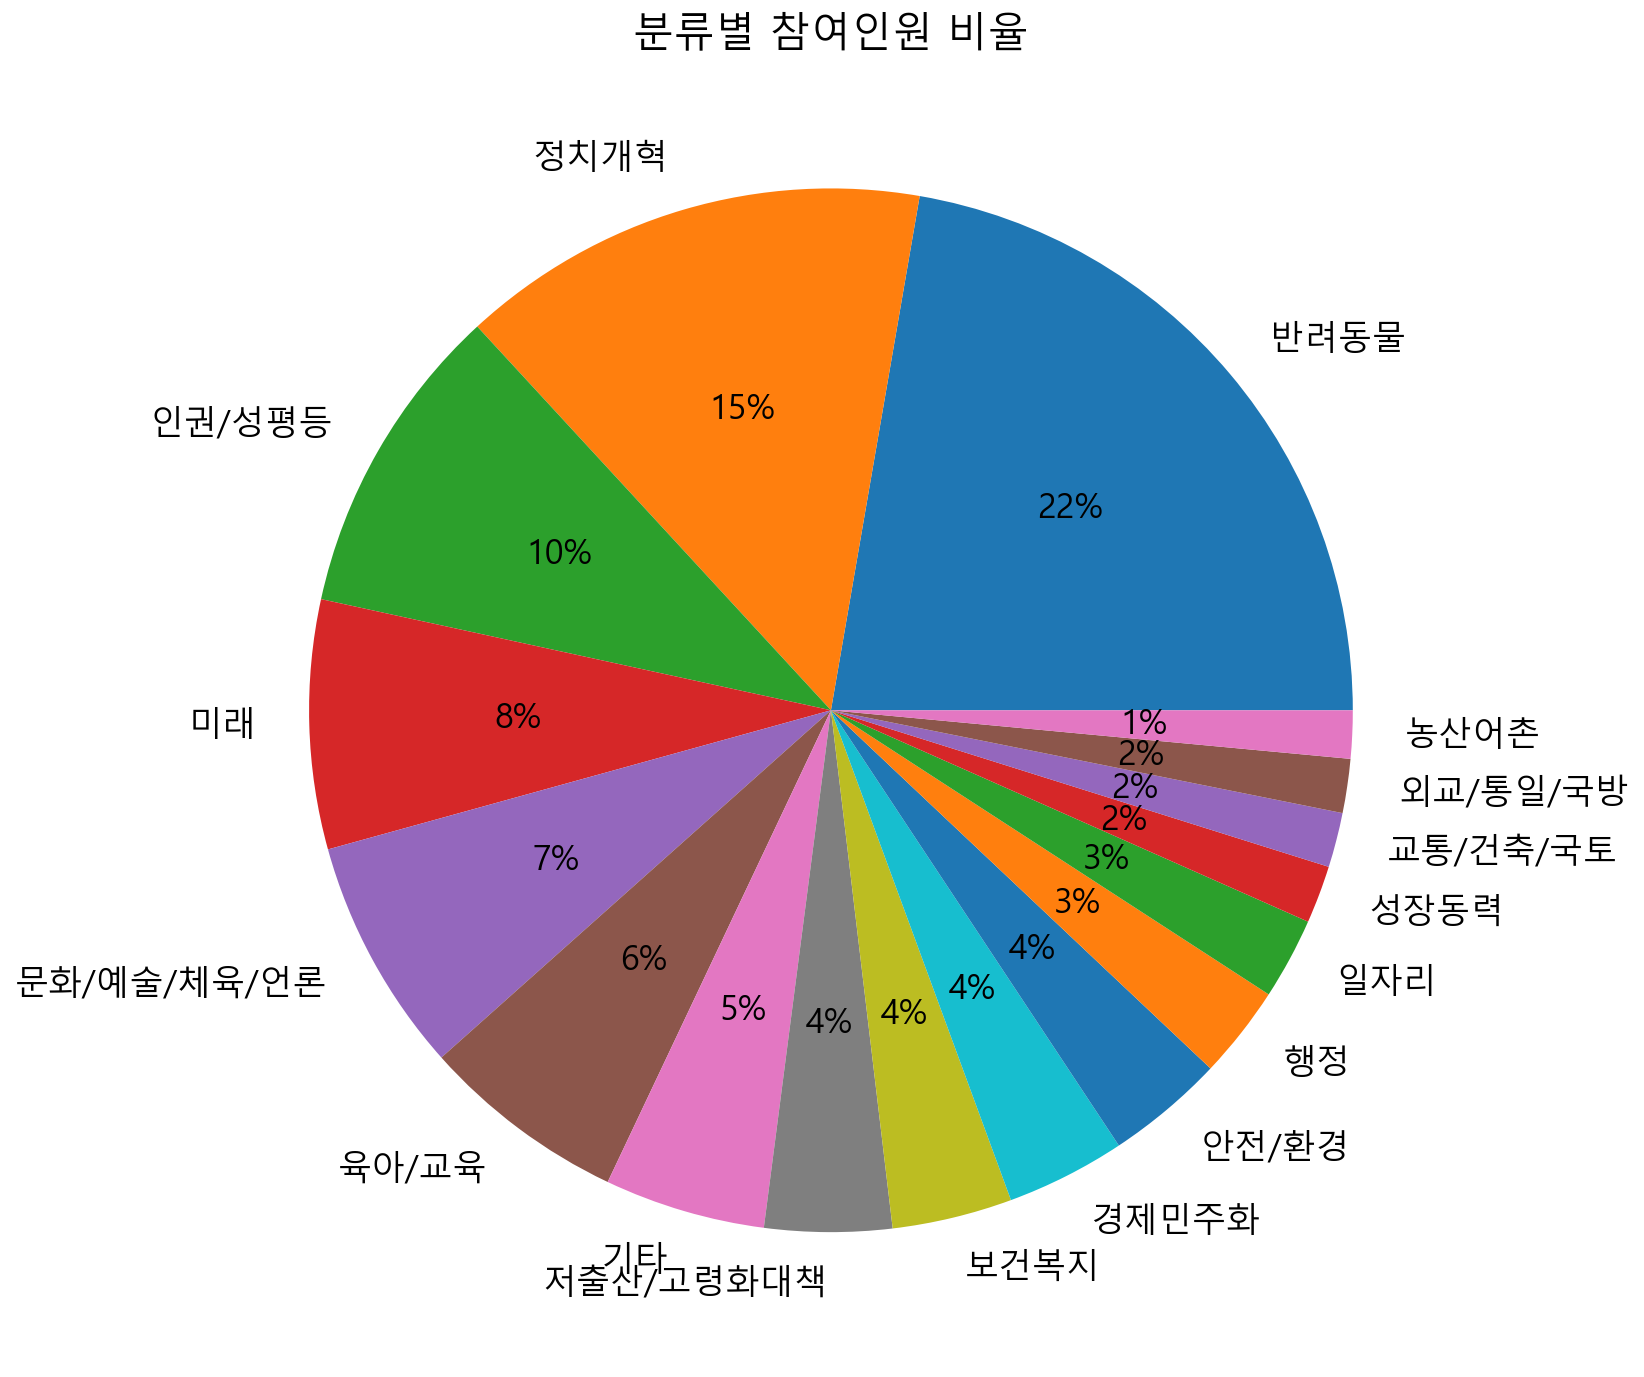 분류별 참여인원 비율
정치개혁
반려동물
인권/성평등
15%
22%
10%
미래
8%
1%
농산어촌
2%
외교/통일/국방
2%
교통/건축/국토
2%
성장동력
7%
3%
일자리
3%
문화/예술/체육/언론
6%
4%
행정
5%
4%
4%
4%
안전/환경
육아/교육
경제민주화
기타
보건복지
저출산/고령화대책